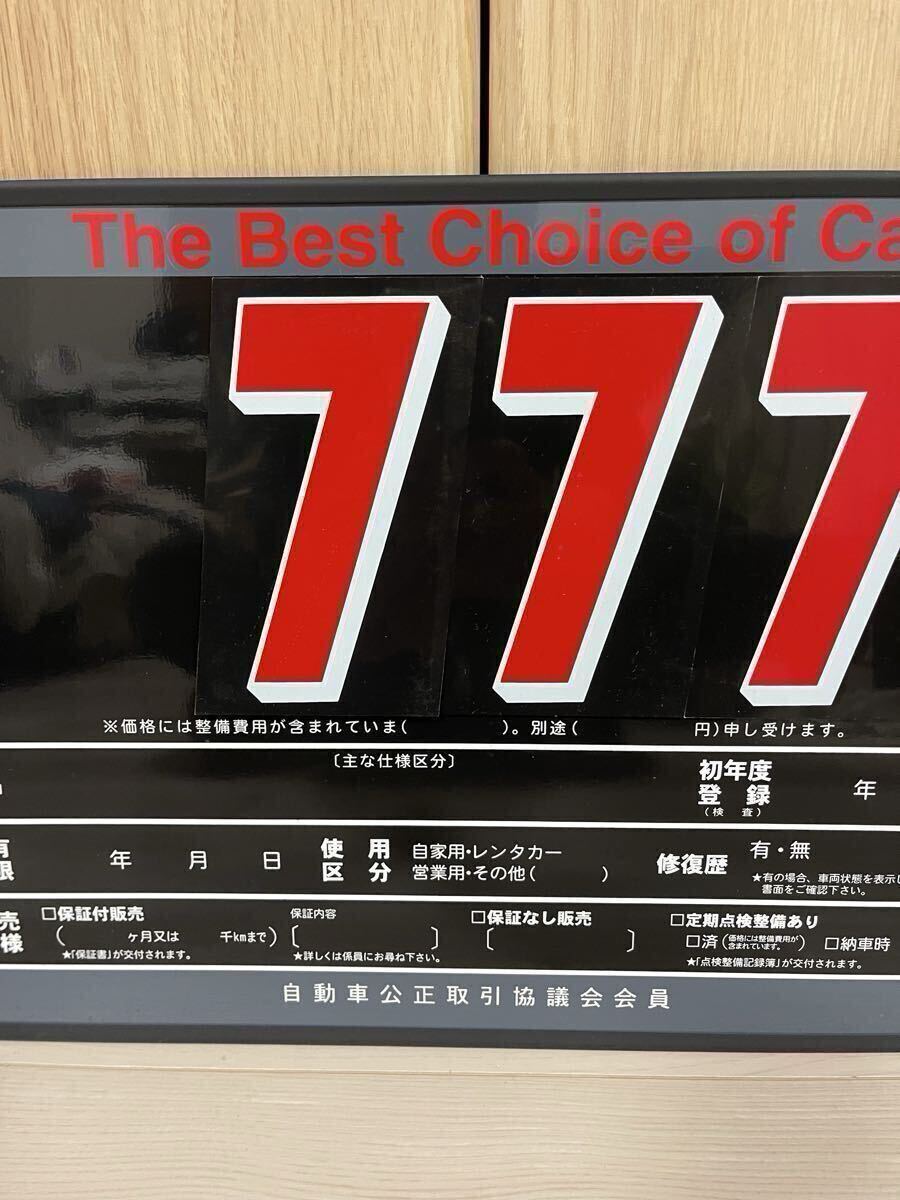 The Best Choice of Ca
777
※価格には整備費用が含まれていま(　　　　)。別途(　　　　円)申し受けます。
〔主な仕様区分〕
初年度
登録
(検査)
年
有
限
年　月　日
使用
区分
自家用・レンタカー
営業用・その他(　　　)
修復歴
有・無
★有の場合、車両状態を表示し
書面をご確認下さい。
売
様
□保証付販売
(　　　ヶ月又は　　千kmまで)
★「保証書」が交付されます。
保証内容
〔　　　　　〕
★詳しくは係員にお尋ね下さい。
□保証なし販売
〔　　　　　〕
□定期点検整備あり
□済(価格には整備費用が
含まれています。)　□納車時
★「点検整備記録簿」が交付されます。
自動車公正取引協議会会員